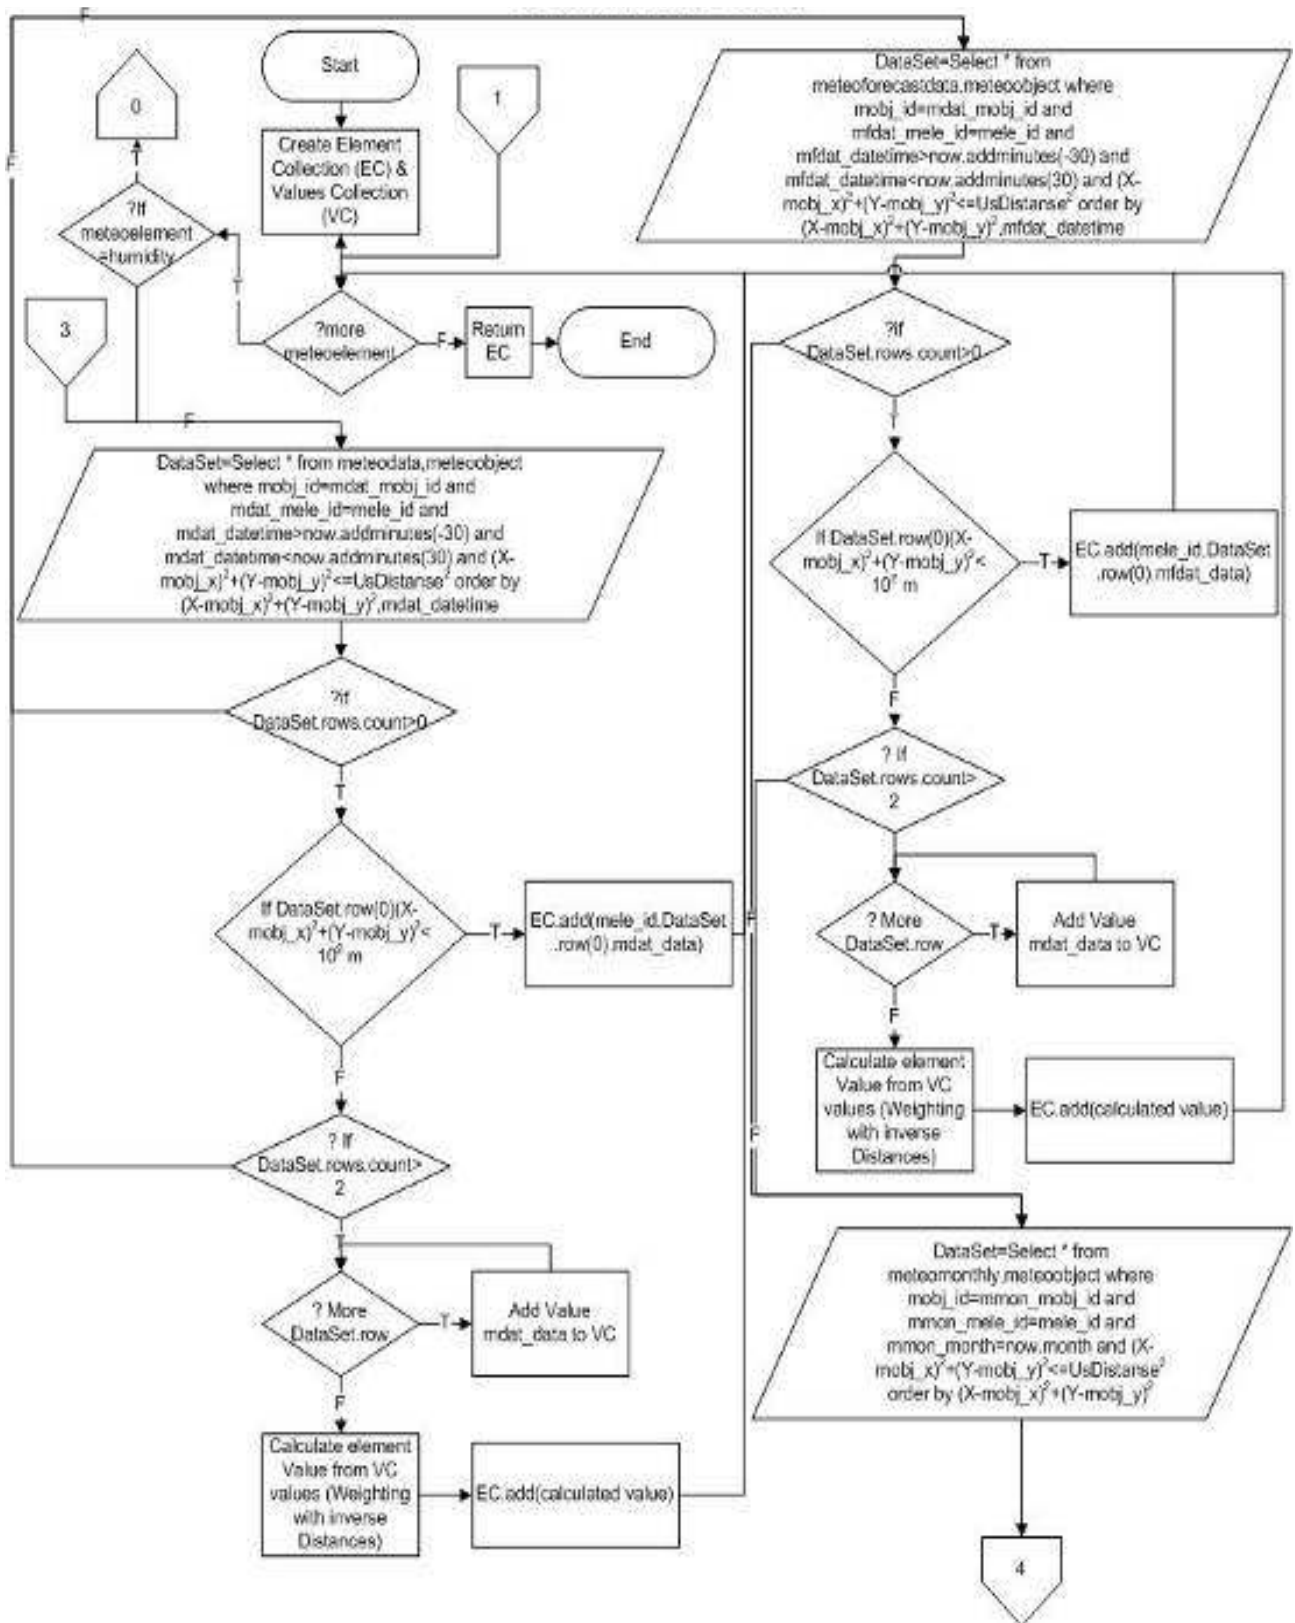 F
Start
0
1
Create Element
Collection (EC) &
Values Collection
(VC)
F
T
?If
meteoelement
=humidity
T
3
?more
meteoelement
F
Return
EC
End
F
DataSet=Select * from meteodata,meteoobject
where mobj_id=mdat_mobj_id and
mdat_mele_id=mele_id and
mdat_datetime>now.addminutes(-30) and
mdat_datetime<now.addminutes(30) and (X-
mobj_x)²+(Y-mobj_y)²<=UsDistanse² order by
(X-mobj_x)²+(Y-mobj_y)²,mdat_datetime
?if
DataSet.rows.count>0
T
If DataSet.row(0)(X-
mobj_x)²+(Y-mobj_y)²<
m
T
EC.add(mele_id,DataSet
.row(0).mdat_data)
F
? If
DataSet.rows.count>
2
T
? More
DataSet.row
T
Add Value
mdat_data to VC
F
Calculate element
Value from VC
values (Weighting
with inverse
Distances)
EC.add(calculated value)
DataSet=Select * from
meteoforecastdata,meteoobject where
mobj_id=mdat_mobj_id and
mfdat_mele_id=mele_id and
mfdat_datetime>now.addminutes(-30) and
mfdat_datetime<now.addminutes(30) and (X-
mobj_x)²+(Y-mobj_y)²<=UsDistanse² order by
(X-mobj_x)²+(Y-mobj_y)²,mfdat_datetime
?If
DataSet.rows.count>0
T
If DataSet.row(0)(X-
mobj_x)²+(Y-mobj_y)²<
m
T
EC.add(mele_id,DataSet
.row(0).mfdat_data)
F
? If
DataSet.rows.count>
2
F
? More
DataSet.row
T
Add Value
mdat_data to VC
F
Calculate element
Value from VC
values (Weighting
with inverse
Distances)
EC.add(calculated value)
F
DataSet=Select * from
meteomonthly,meteoobject where
mobj_id=mmon_mobj_id and
mmon_mele_id=mele_id and
mmon_month=now.month and (X-
mobj_x)²+(Y-mobj_y)²<=UsDistanse²
order by (X-mobj_x)²+(Y-mobj_y)²
4